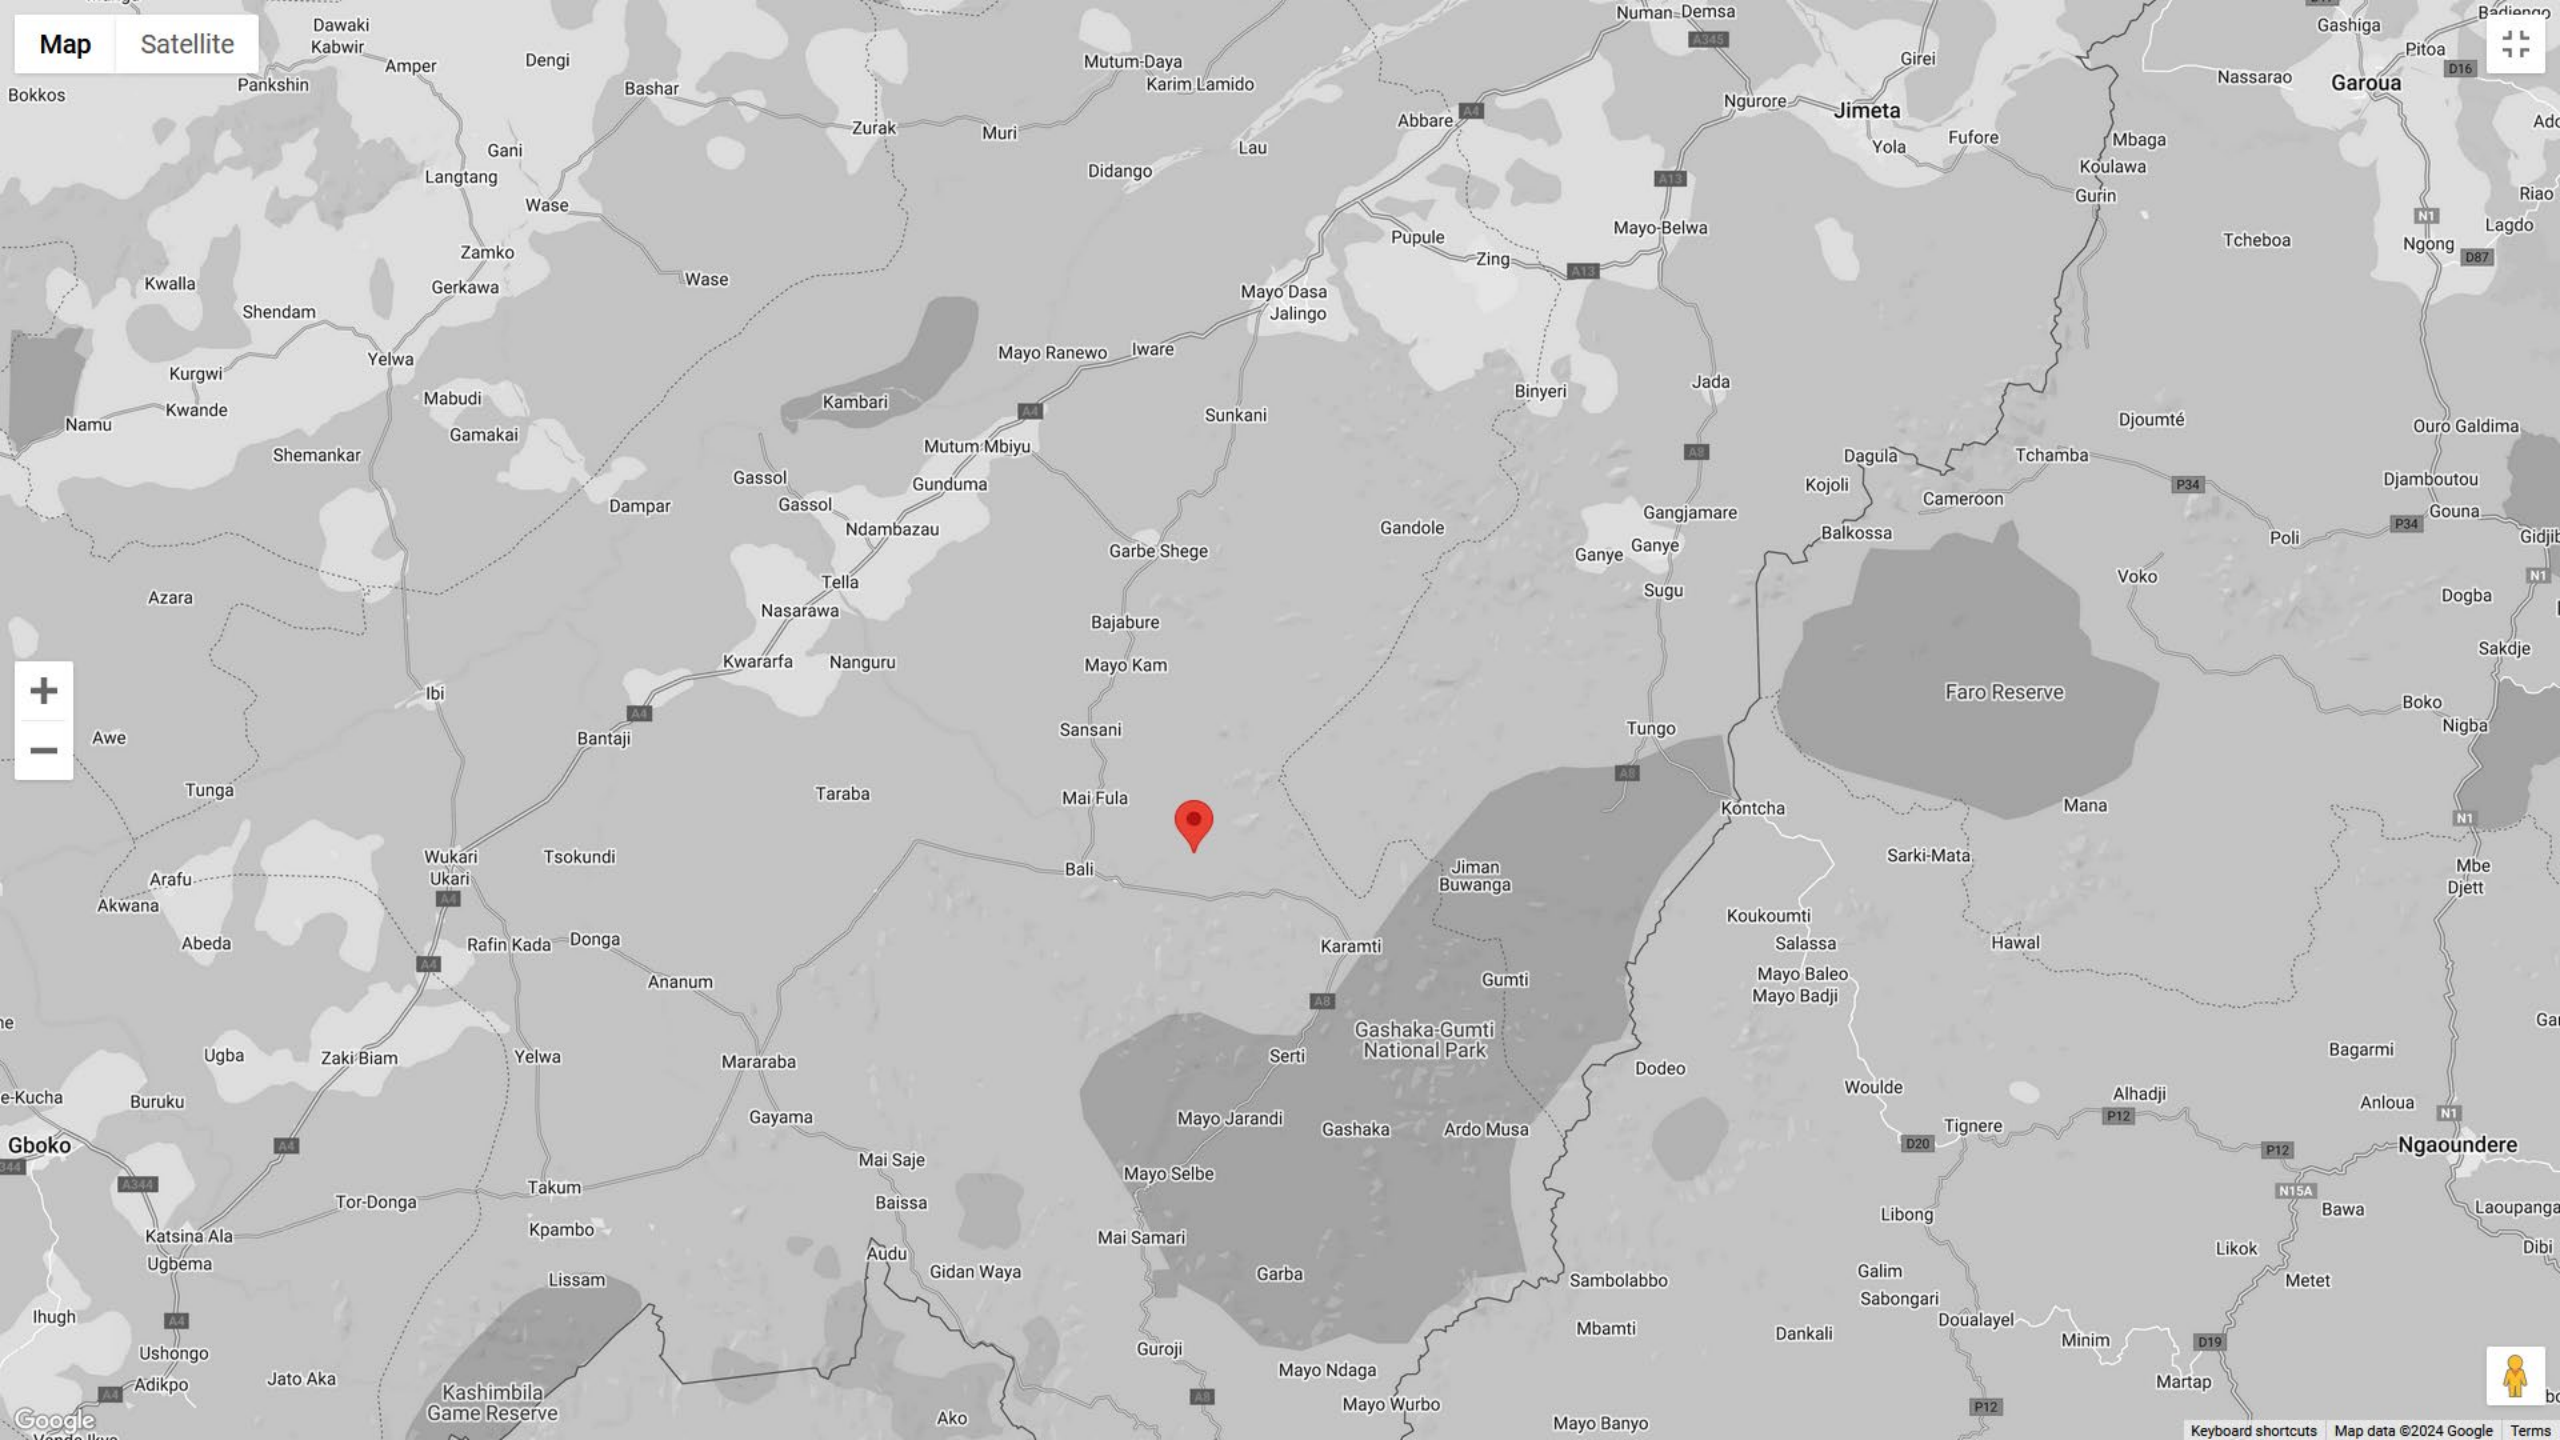 Map
Satellite
Dawaki
Kabwir
Amper
Dengi
Pankshin
Bokkos
Bashar
Mutum-Daya
Karim Lamido
Numan
Demsa
A345
Girei
Gashiga
Badjengo
Pitoa
D16
Nassarao
Garoua
Abbare
A4
Ngurore
Jimeta
Zurak
Muri
Lau
Yola
Fufore
Mbaga
Koulawa
Gurin
Gani
Langtang
Didango
A13
Riao
Wase
Mayo-Belwa
N1
Lagdo
Pupule
Tcheboa
Ngong
D87
Zamko
Zing
A13
Kwalla
Gerkawa
Wase
Mayo Dasa
Jalingo
Shendam
Mayo Ranewo
Iware
Yelwa
Kurgwi
Kwande
Mabudi
Kambari
A4
Sunkani
Binyeri
Jada
Djoumté
Ouro Galdima
Namu
Gamakai
Mutum Mbiyu
Shemankar
A8
Dagula
Tchamba
Gassol
Gunduma
Kojoli
Cameroon
P34
Djamboutou
Gassol
Dampar
Gangjamare
Gouna
Ndambazau
Gandole
Balkossa
P34
Poli
Garbe Shege
Ganye
Ganye
Voko
N1
Tella
Sugu
Dogba
Azara
Nasarawa
Bajabure
Sakdje
Kwararfa
Nanguru
Mayo Kam
Ibi
Faro Reserve
Boko
A4
Nigba
Awe
Bantaji
Sansani
Tungo
Tunga
Taraba
Mai Fula
A8
Kontcha
Mana
N1
Wukari
Ukari
Tsokundi
Bali
Jiman
Buwanga
Sarki-Mata
Mbe
Djett
Arafu
A4
Akwana
Koukoumti
Abeda
Rafin Kada
Donga
Karamti
Salassa
Hawal
A4
Ananum
Gumti
Mayo Baleo
Mayo Badji
A8
Gashaka-Gumti
National Park
Ugba
Zaki Biam
Yelwa
Mararaba
Serti
Dodeo
Bagarmi
Buruku
Gayama
Mayo Jarandi
Gashaka
Ardo Musa
Woulde
Alhadji
P12
Anloua
N1
Tignere
D20
Gboko
A4
P12
Ngaoundere
Mai Saje
A344
Mayo Selbe
N15A
Takum
Tor-Donga
Baissa
Libong
Bawa
Laoupanga
Kpambo
Katsina Ala
Mai Samari
Likok
Dibi
Ugbema
Audu
Lissam
Gidan Waya
Garba
Sambolabbo
Galim
Metet
Sabongari
Ihugh
A4
Mbamti
Dankali
Doualayel
Minim
D19
Ushongo
Guroji
Jato Aka
Mayo Ndaga
Adikpo
A4
Kashimbila
Game Reserve
A8
Mayo Wurbo
Martap
P12
Ako
Mayo Banyo
Google
Keyboard shortcuts
Map data ©2024 Google
Terms